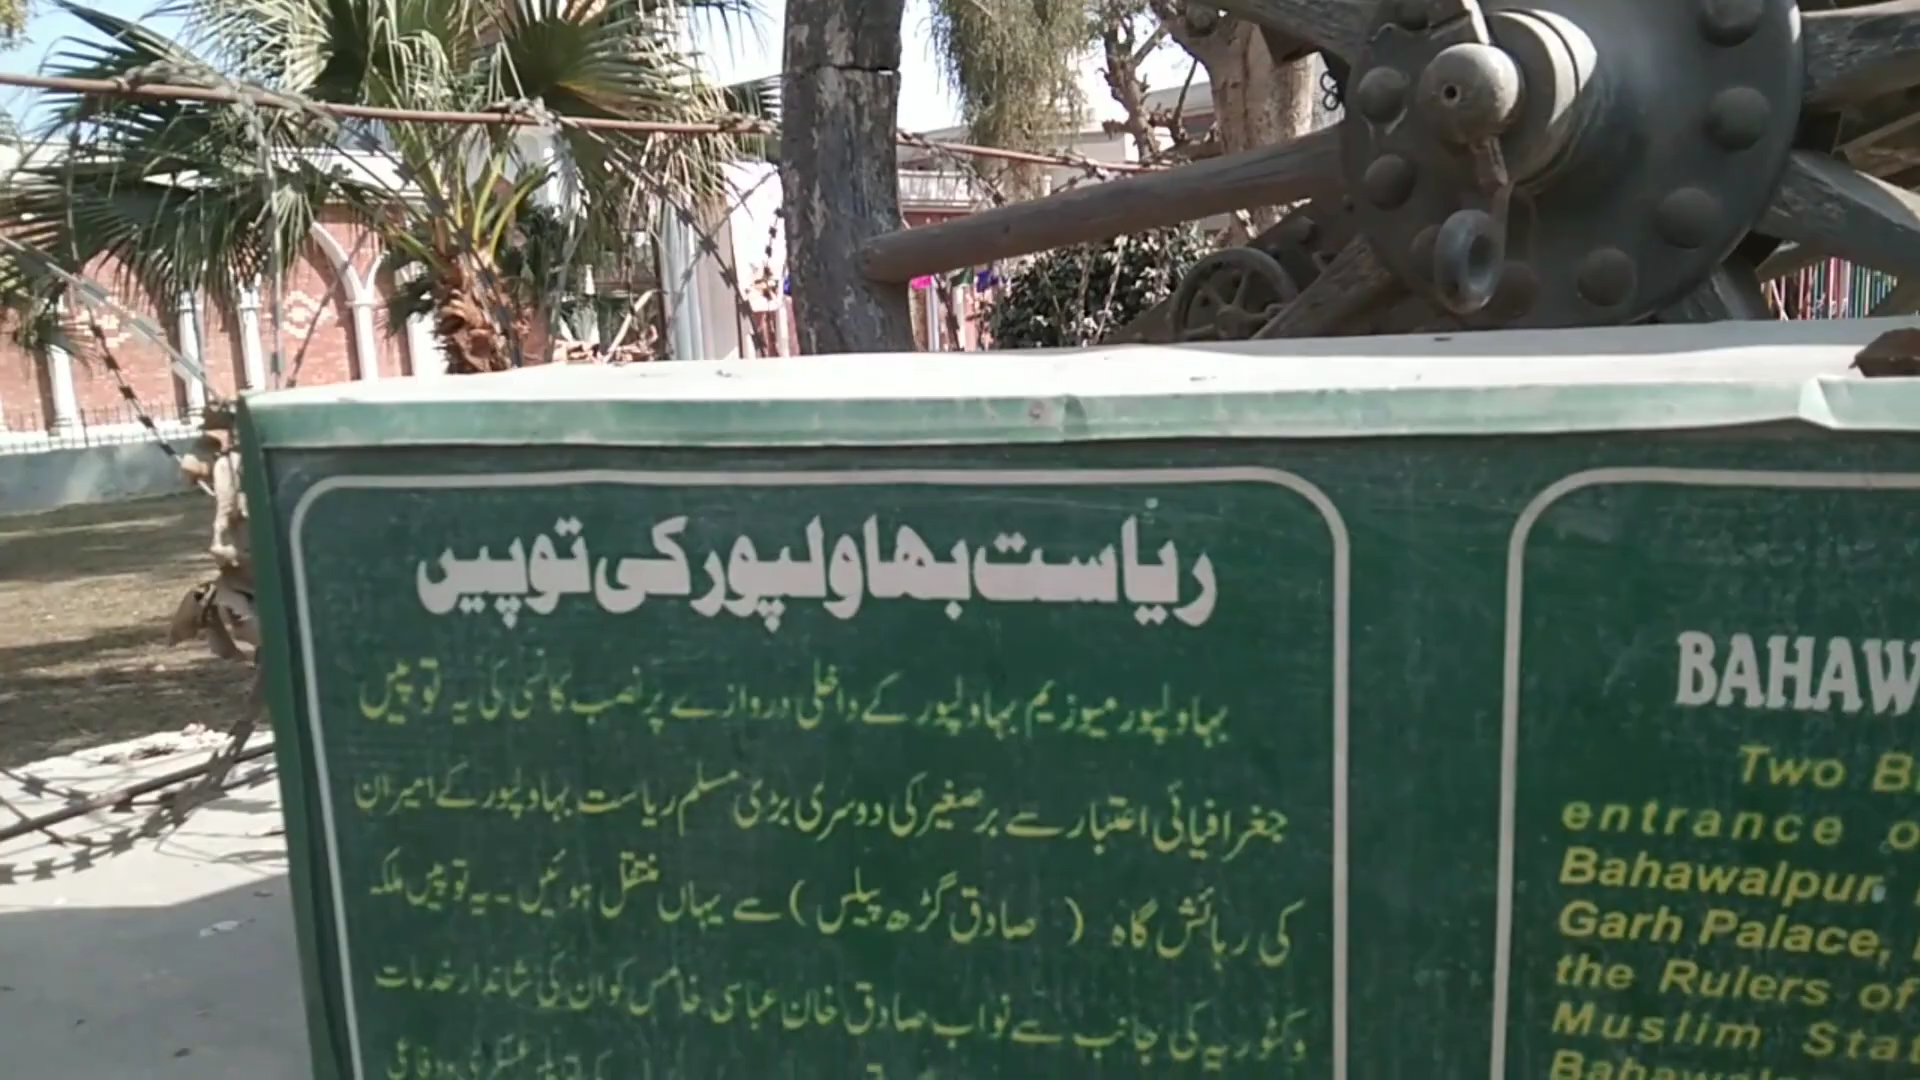 ریاست بھاولپور کی توپیں
بہاولپور میوزیم بہاولپور کے داخلی دروازے پر نصب کانسی کی یہ توپیں
جغرافیائی اعتبار سے برصغیر کی دوسری بڑی مسلم ریاست بہاولپور کے امیران
کی رہائش گاہ ( صادق گڑھ پیلس ) سے یہاں منتقل ہوئیں ۔ یہ توپیں ملکہ
وکٹوریہ کی جانب سے نواب صادق خان عباسی خامس کو ان کی شاندار خدمات
BAHAW
Two B
entrance o
Bahawalpur
Garh Palace,
the Rulers of
Muslim Stat
Bahawalp